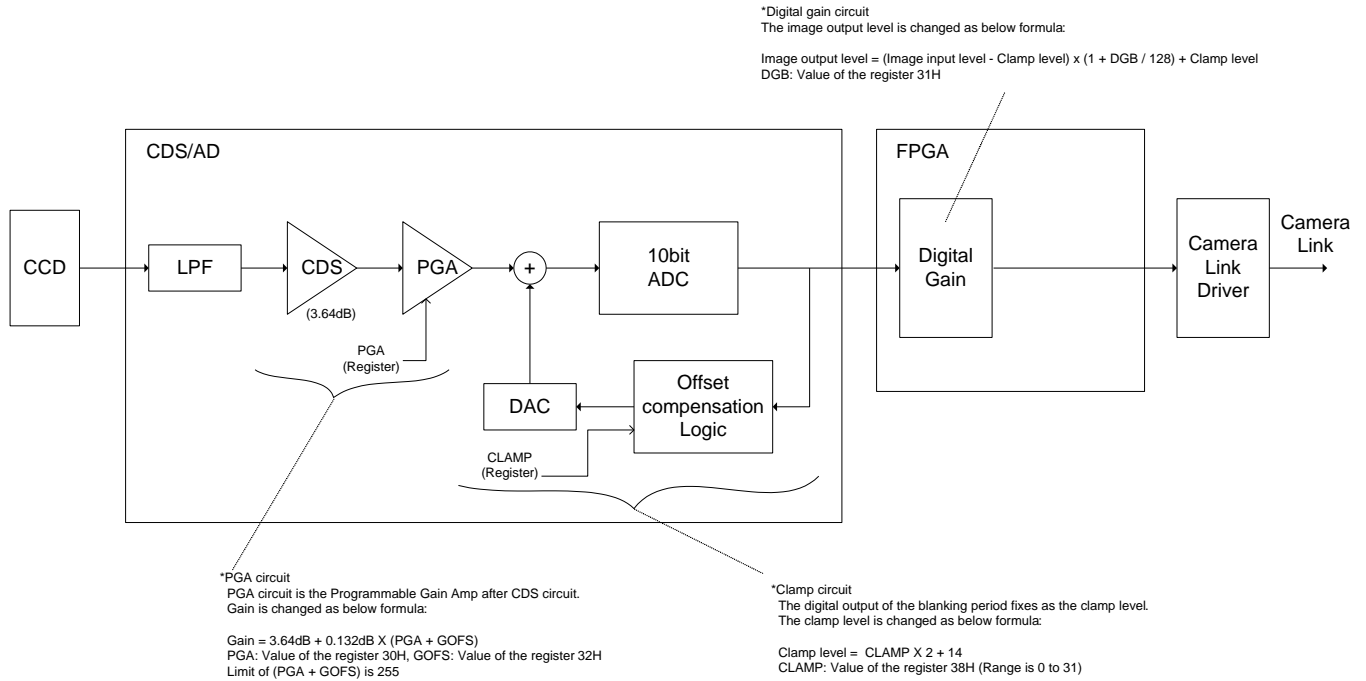 *Digital gain circuit
The image output level is changed as below formula:
Image output level = (Image input level - Clamp level) x (1 + DGB / 128) + Clamp level
DGB: Value of the register 31H
CDS/AD
FPGA
CCD
LPF
CDS
(3.64dB)
PGA
+
10bit
ADC
Digital
Gain
Camera
Link
Driver
Camera
Link
PGA
(Register)
DAC
Offset
compensation
Logic
CLAMP
(Register)
*PGA circuit
PGA circuit is the Programmable Gain Amp after CDS circuit.
Gain is changed as below formula:
Gain = 3.64dB + 0.132dB X (PGA + GOFS)
PGA: Value of the register 30H, GOFS: Value of the register 32H
Limit of (PGA + GOFS) is 255
*Clamp circuit
The digital output of the blanking period fixes as the clamp level.
The clamp level is changed as below formula:
Clamp level = CLAMP X 2 + 14
CLAMP: Value of the register 38H (Range is 0 to 31)